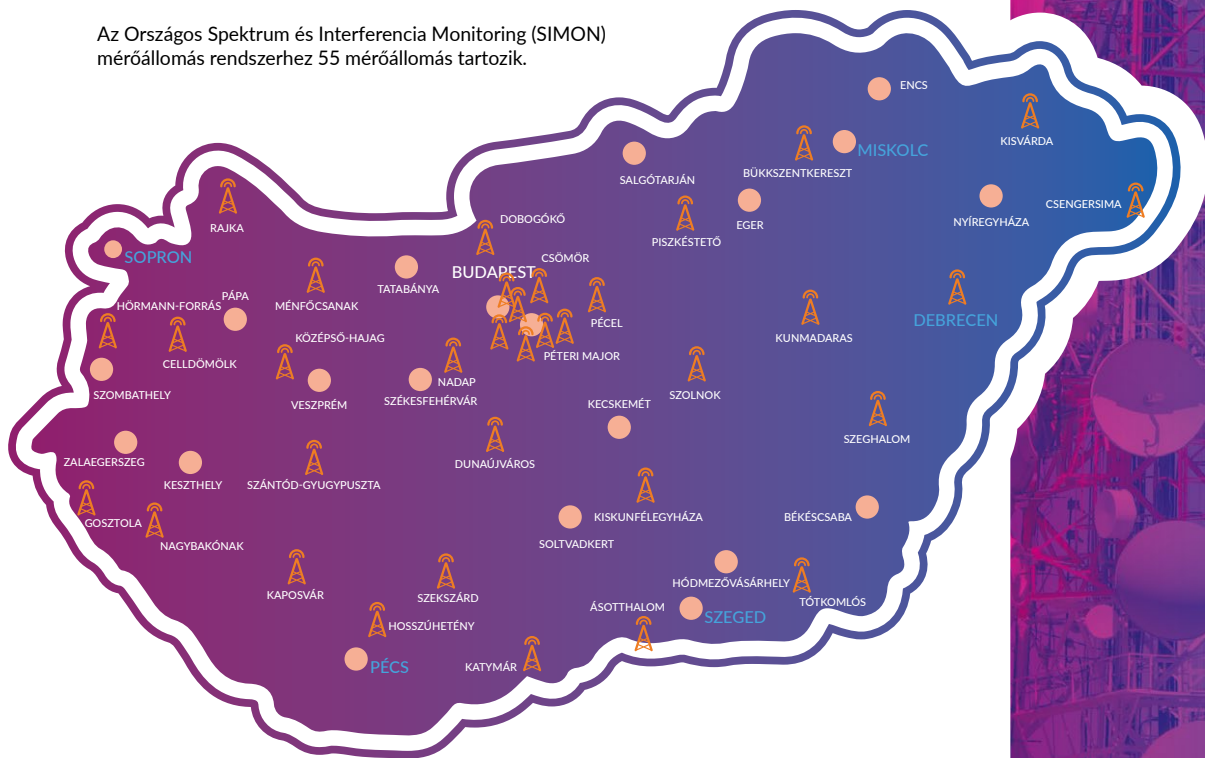 Az Országos Spektrum és Interferencia Monitoring (SIMON)
mérőállomás rendszerhez 55 mérőállomás tartozik.
ENCS
KISVÁRDA
MISKOLC
BÜKKSZENTKERESZT
SALGÓTARJÁN
CSENGERSIMA
NYÍREGYHÁZA
EGER
PISZKÉSTETŐ
DOBOGÓKŐ
RAJKA
SOPRON
CSÖMÖR
BUDAPEST
TATABÁNYA
PÁPA
HÖRMANN-FORRÁS
MÉNFŐCSANAK
DEBRECEN
PÉCEL
KÖZÉPSŐ-HAJAG
KUNMADARAS
PÉTERI MAJOR
CELLDÖMÖLK
NADAP
SZOMBATHELY
SZOLNOK
SZÉKESFEHÉRVÁR
VESZPRÉM
KECSKEMÉT
SZEGHALOM
ZALAEGERSZEG
DUNAÚJVÁROS
KESZTHELY
SZÁNTÓD-GYUGYPUSZTA
KISKUNFÉLEGYHÁZA
BÉKÉSCSABA
GOSZTOLA
SOLTVADKERT
NAGYBAKÓNAK
HÓDMEZŐVÁSÁRHELY
KAPOSVÁR
SZEKSZÁRD
TÓTKOMLÓS
ÁSOTTHALOM
SZEGED
HOSSZÚHETÉNY
PÉCS
KATYMÁR